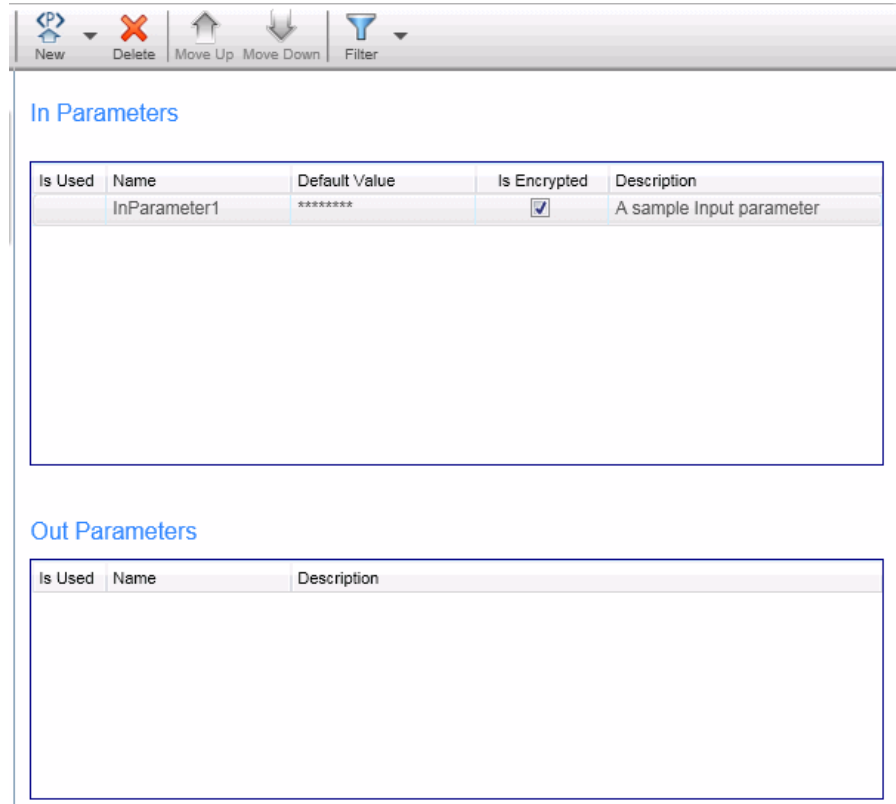 <P>
New Delete Move Up Move Down Filter
In Parameters
Is Used Name Default Value Is Encrypted Description
InParameter1 ******** A sample Input parameter
Out Parameters
Is Used Name Description